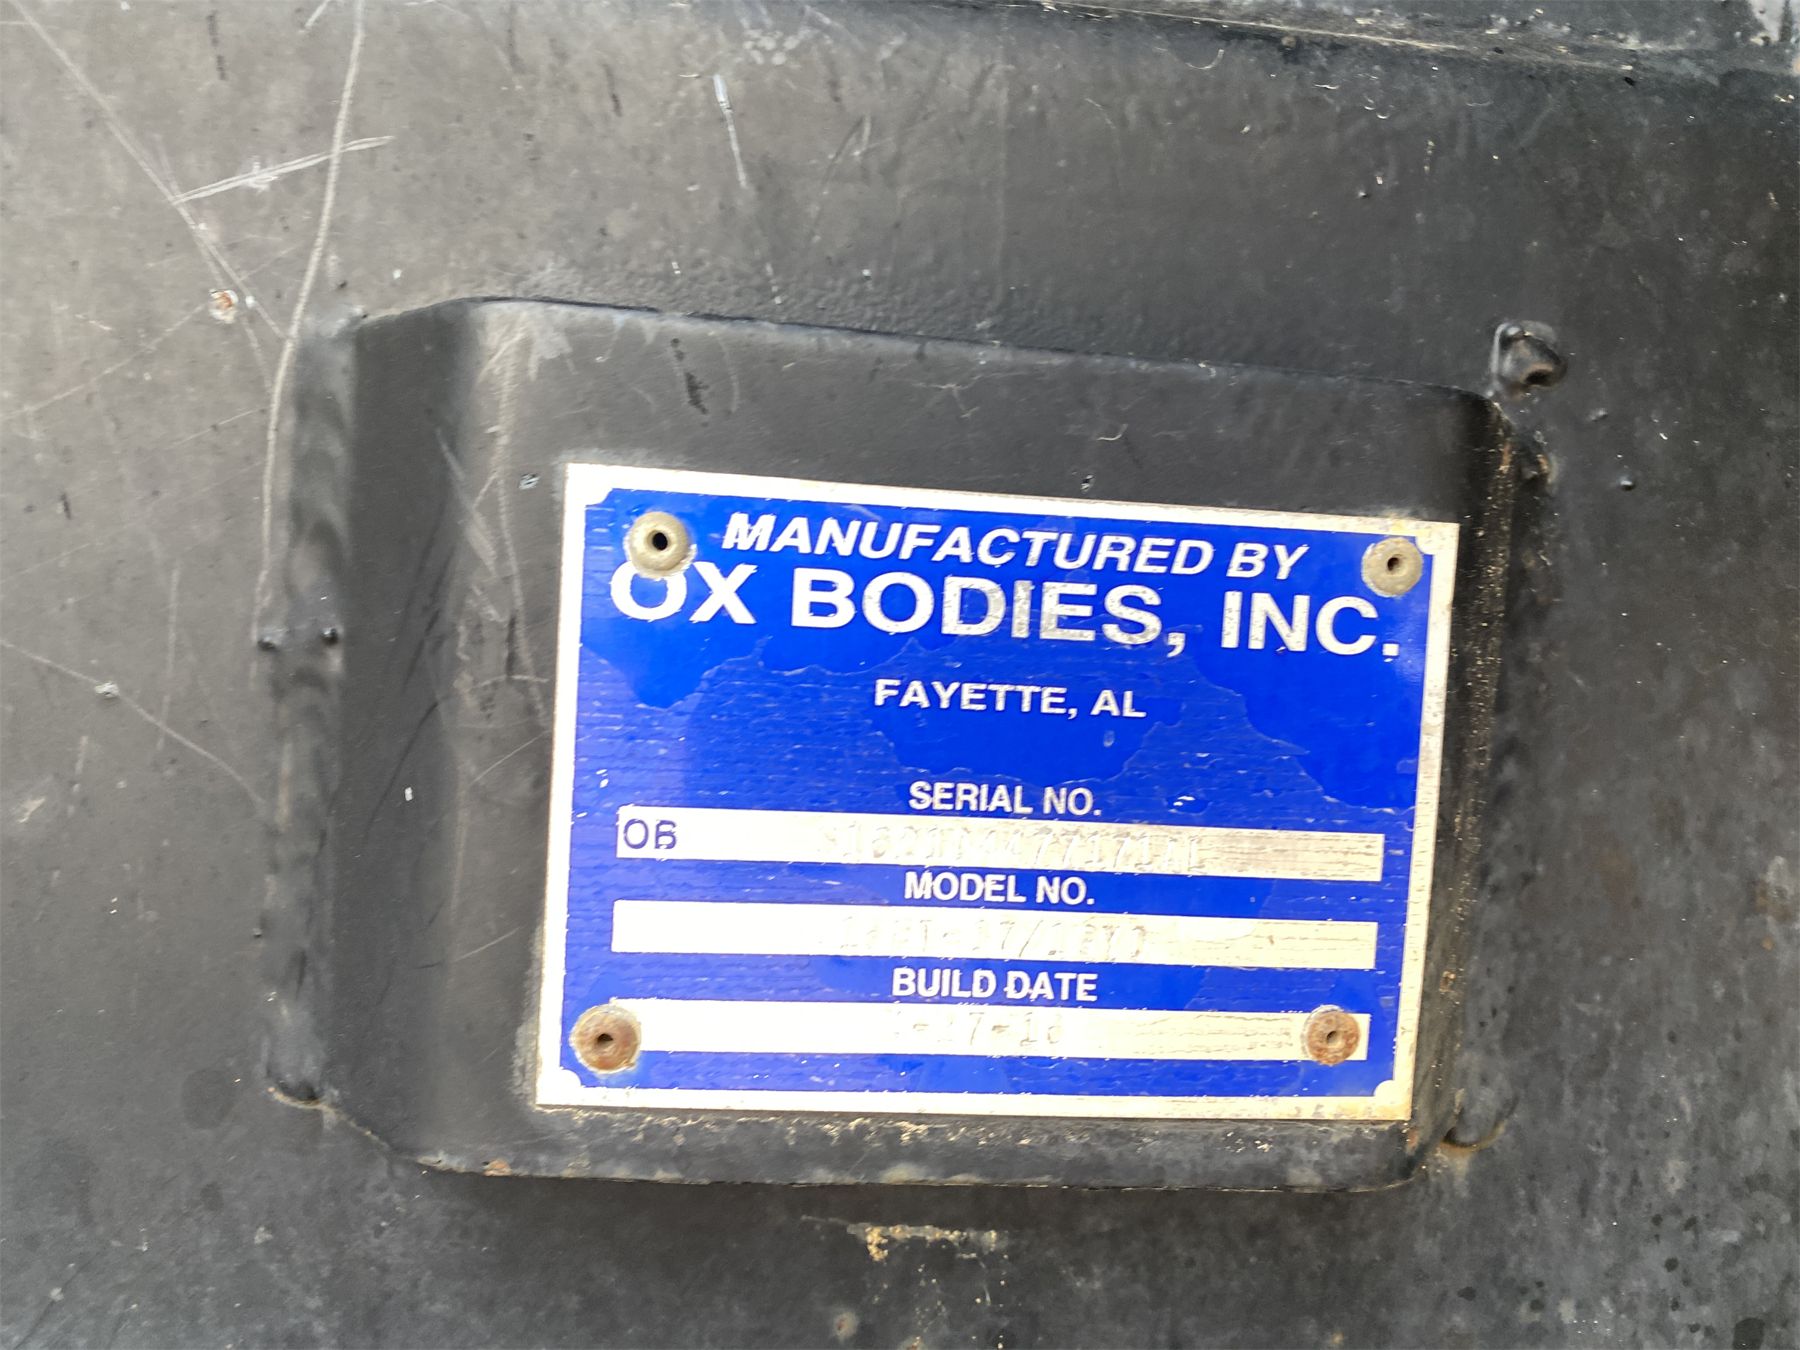 MANUFACTURED BY
OX BODIES, INC.
FAYETTE, AL
SERIAL NO.
OB
MODEL NO.
BUILD DATE